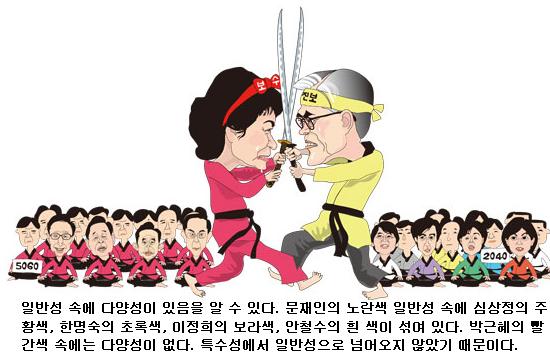 보수
진보
5060
2040
일반성 속에 다양성이 있음을 알 수 있다. 문재인의 노란색 일반성 속에 심상정의 주
황색, 한명숙의 초록색, 이정희의 보라색, 안철수의 흰 색이 섞며 있다. 박근혜의 빨
간색 속에는 다양성이 없다. 특수성에서 일반성으로 넘어오지 않았기 때문이다.